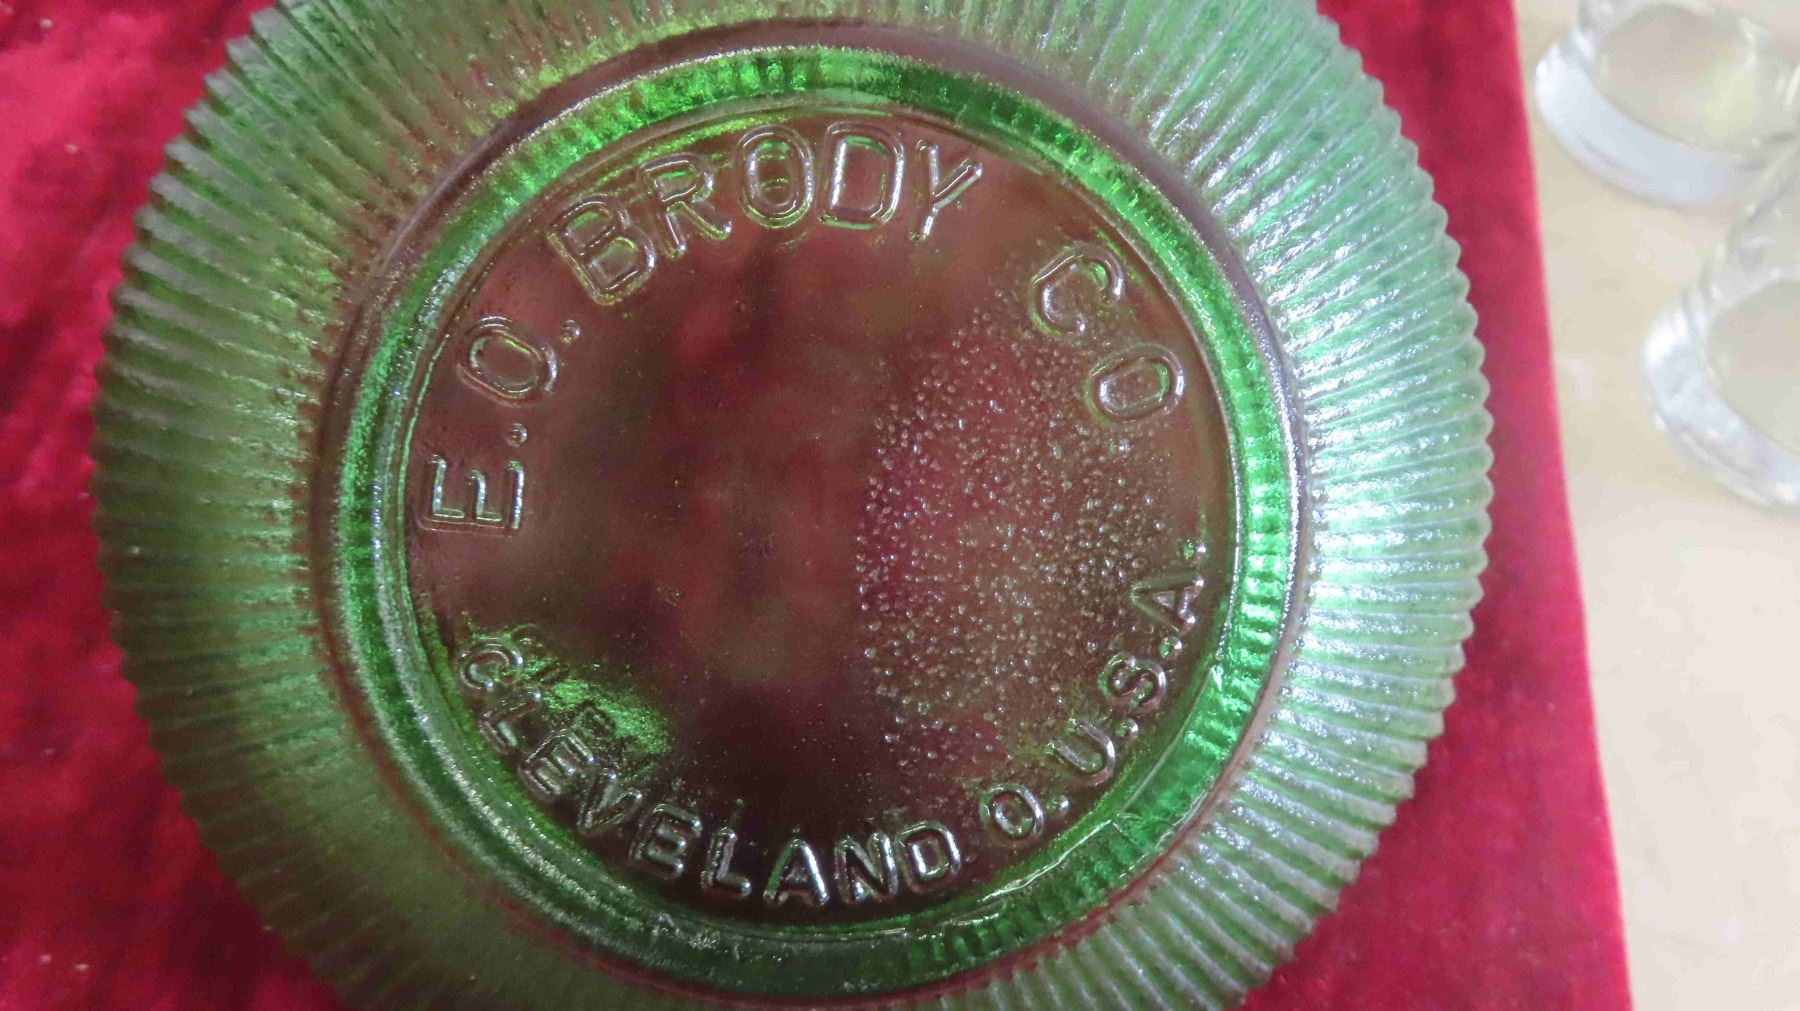 E.O. BRODY CO
CLEVELAND O. U.S.A.